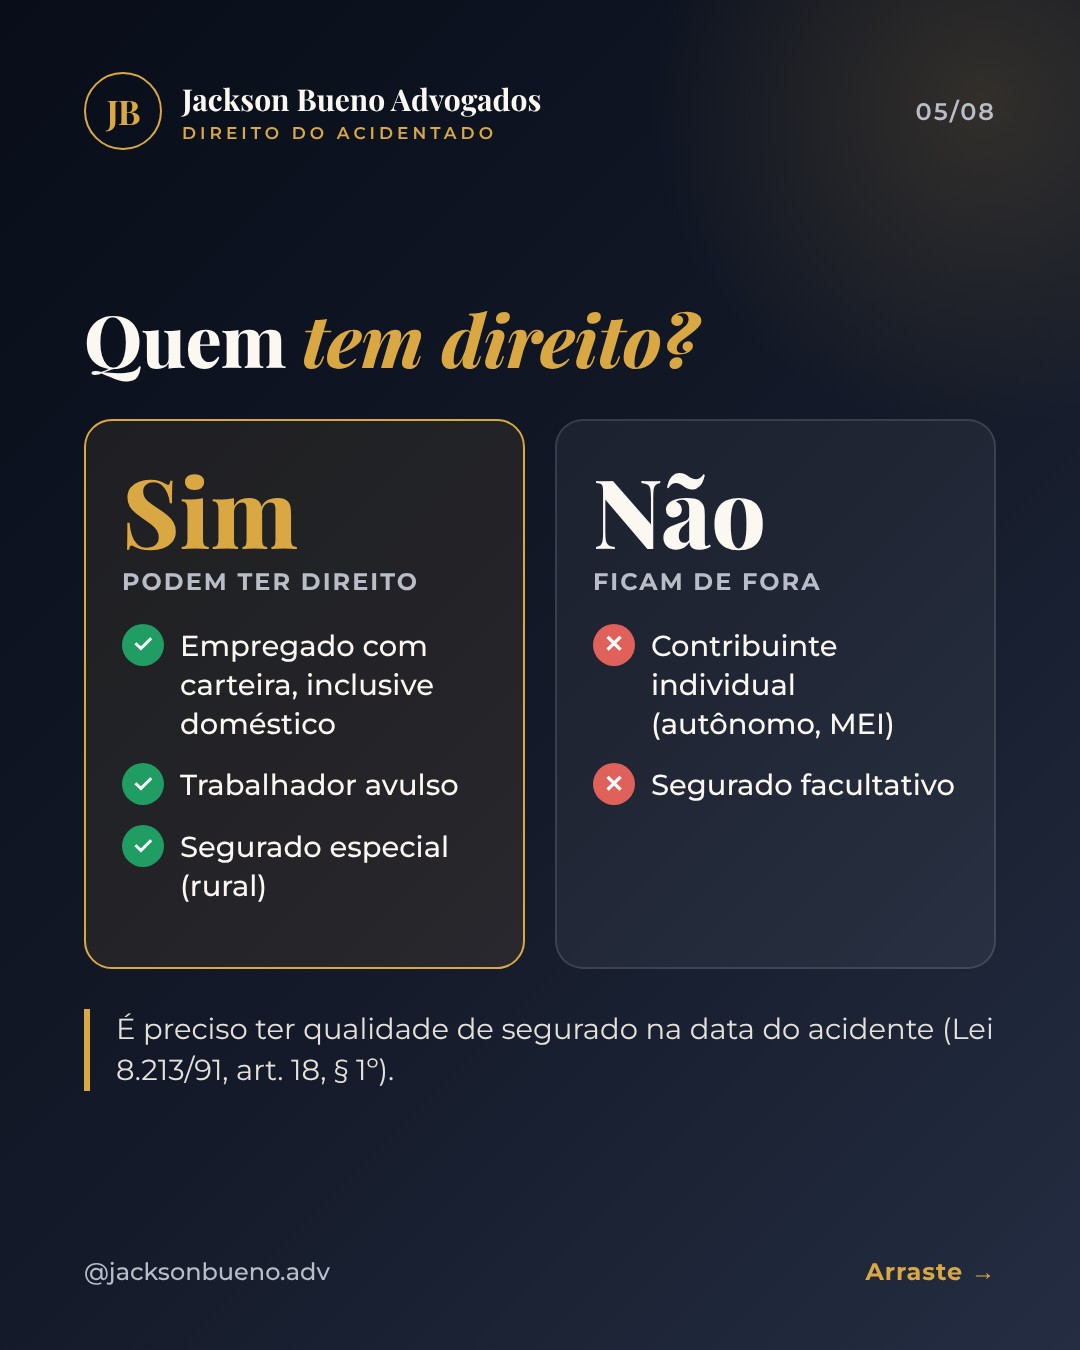 JB
Jackson Bueno Advogados
DIREITO DO ACIDENTADO
05/08
Quem tem direito?
Sim
PODEM TER DIREITO
Empregado com
carteira, inclusive
doméstico
Trabalhador avulso
Segurado especial
(rural)
Não
FICAM DE FORA
Contribuinte
individual
(autônomo, MEI)
Segurado facultativo
É preciso ter qualidade de segurado na data do acidente (Lei
8.213/91, art. 18, § 1º).
@jacksonbueno.adv
Arraste →